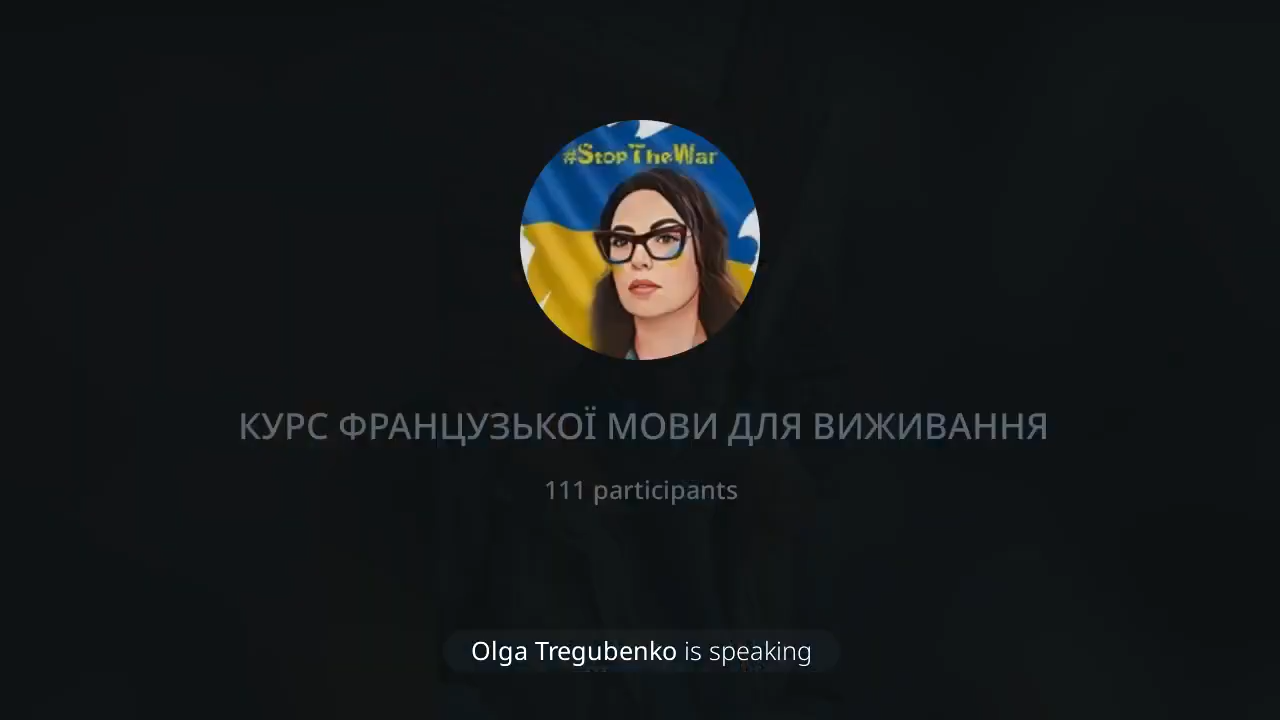 #StopTheWar
КУРС ФРАНЦУЗЬКОЇ МОВИ ДЛЯ ВИЖИВАННЯ
111 participants
Olga Tregubenko is speaking